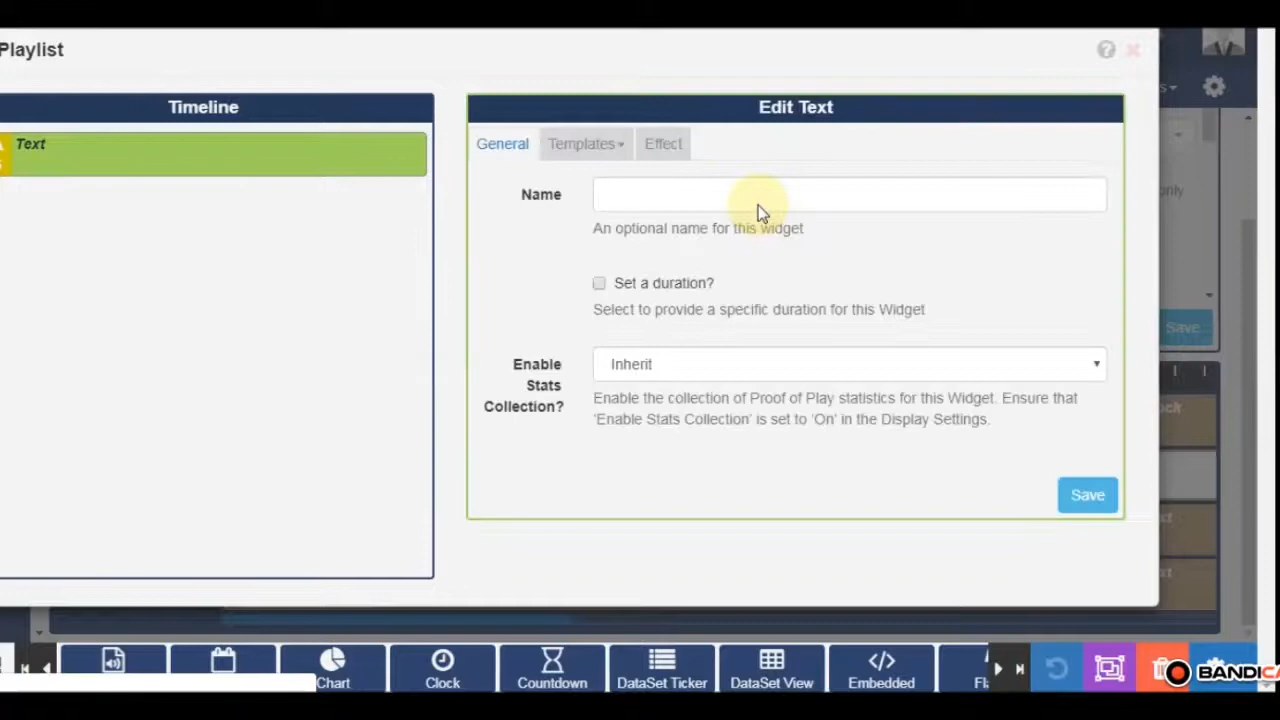 Playlist
Timeline
Text
Edit Text
General
Templates
Effect
Name
An optional name for this widget
Set a duration?
Select to provide a specific duration for this Widget
Enable
Stats
Collection?
Inherit
Enable the collection of Proof of Play statistics for this Widget. Ensure that
'Enable Stats Collection' is set to 'On' in the Display Settings.
Save
only
Save
Chart
Clock
Countdown
DataSet Ticker
DataSet View
Embedded
BANDICA